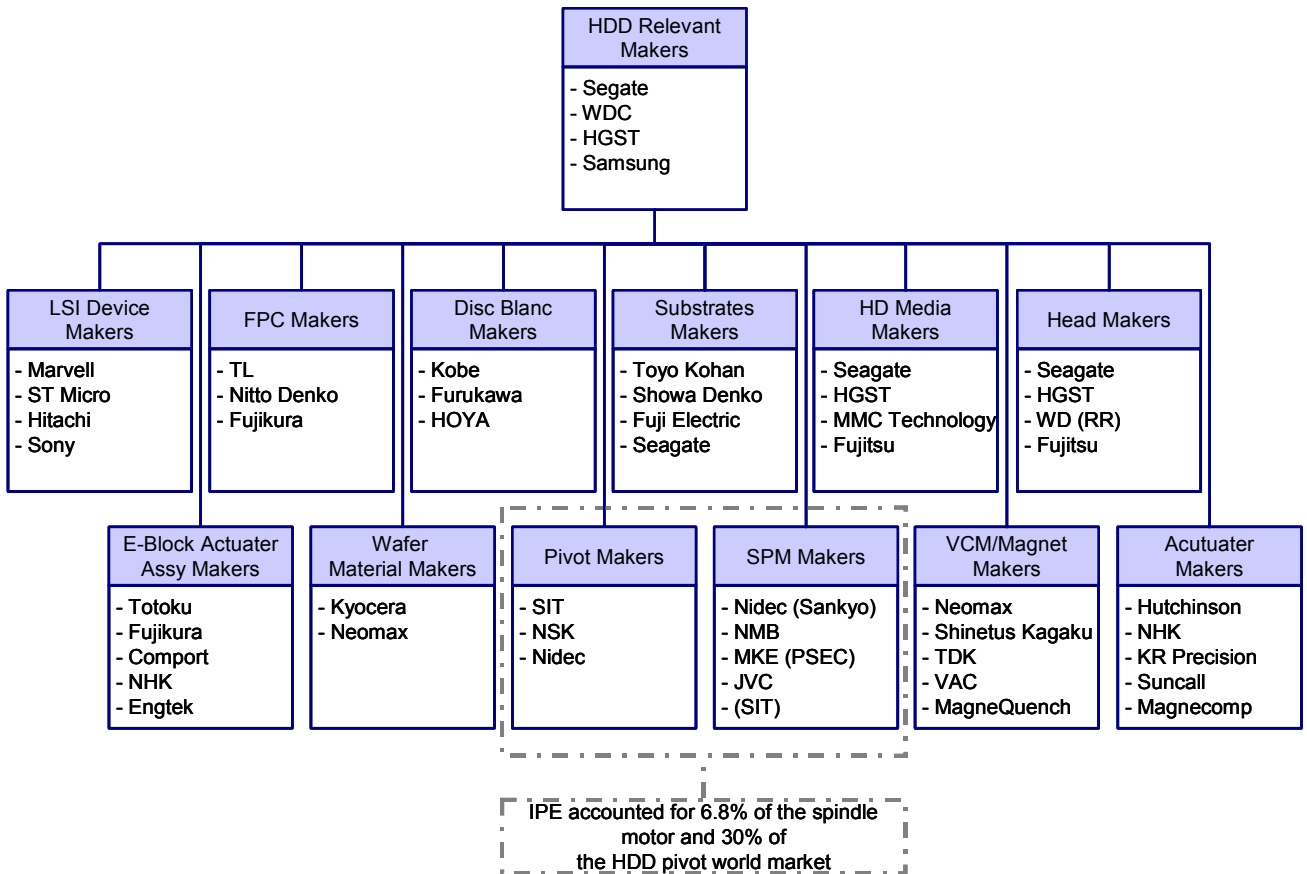 HDD Relevant
Makers
- Segate
- WDC
- HGST
- Samsung
LSI Device
Makers
- Marvell
- ST Micro
- Hitachi
- Sony
FPC Makers
- TL
- Nitto Denko
- Fujikura
Disc Blanc
Makers
- Kobe
- Furukawa
- HOYA
Substrates
Makers
- Toyo Kohan
- Showa Denko
- Fuji Electric
- Seagate
HD Media
Makers
- Seagate
- HGST
- MMC Technology
- Fujitsu
Head Makers
- Seagate
- HGST
- WD (RR)
- Fujitsu
E-Block Actuater
Assy Makers
- Totoku
- Fujikura
- Comport
- NHK
- Engtek
Wafer
Material Makers
- Kyocera
- Neomax
Pivot Makers
- SIT
- NSK
- Nidec
SPM Makers
- Nidec (Sankyo)
- NMB
- MKE (PSEC)
- JVC
- (SIT)
VCM/Magnet
Makers
- Neomax
- Shinetus Kagaku
- TDK
- VAC
- MagneQuench
Acutuater
Makers
- Hutchinson
- NHK
- KR Precision
- Suncall
- Magnecomp
IPE accounted for 6.8% of the spindle
motor and 30% of
the HDD pivot world market